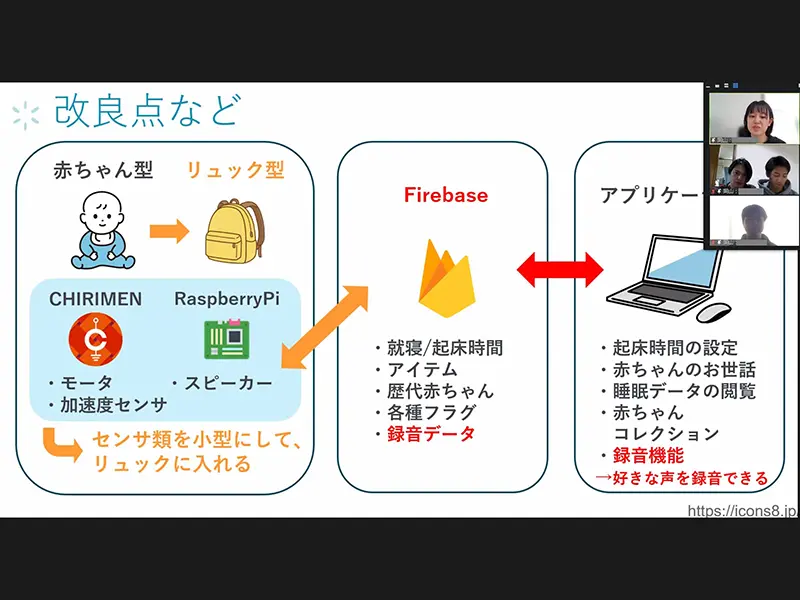 改良点など
赤ちゃん型
リュック型
CHIRIMEN
RaspberryPi
・モータ
・加速度センサ
・スピーカー
センサ類を小型にして、
リュックに入れる
Firebase
・就寝/起床時間
・アイテム
・歴代赤ちゃん
・各種フラグ
・録音データ
アプリケー
・起床時間の設定
・赤ちゃんのお世話
・睡眠データの閲覧
・赤ちゃん
コレクション
・録音機能
→好きな声を録音できる
https://icons8.jp